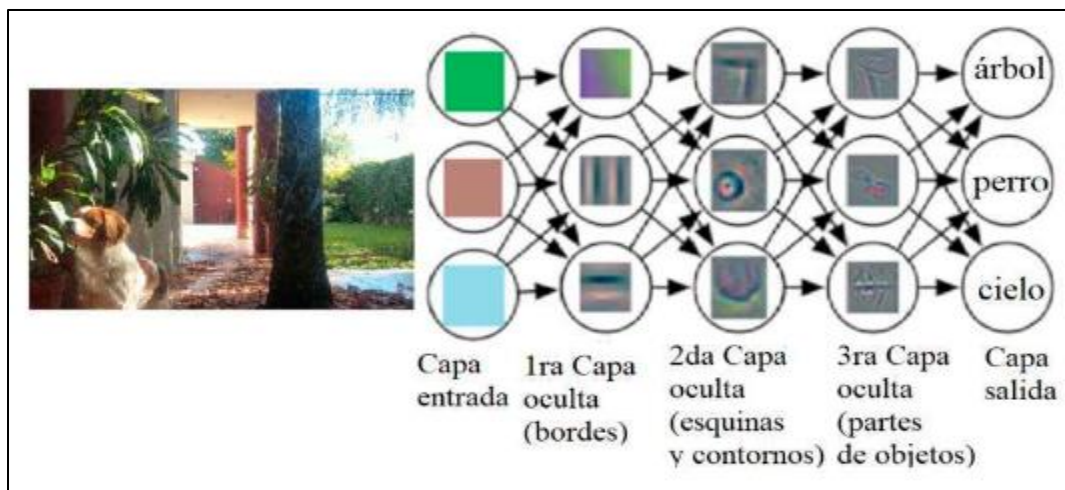 árbol
perro
cielo
Capa
entrada
1ra Capa
oculta
(bordes)
2da Capa
oculta
(esquinas
y contornos)
3ra Capa
oculta
(partes
de objetos)
Capa
salida